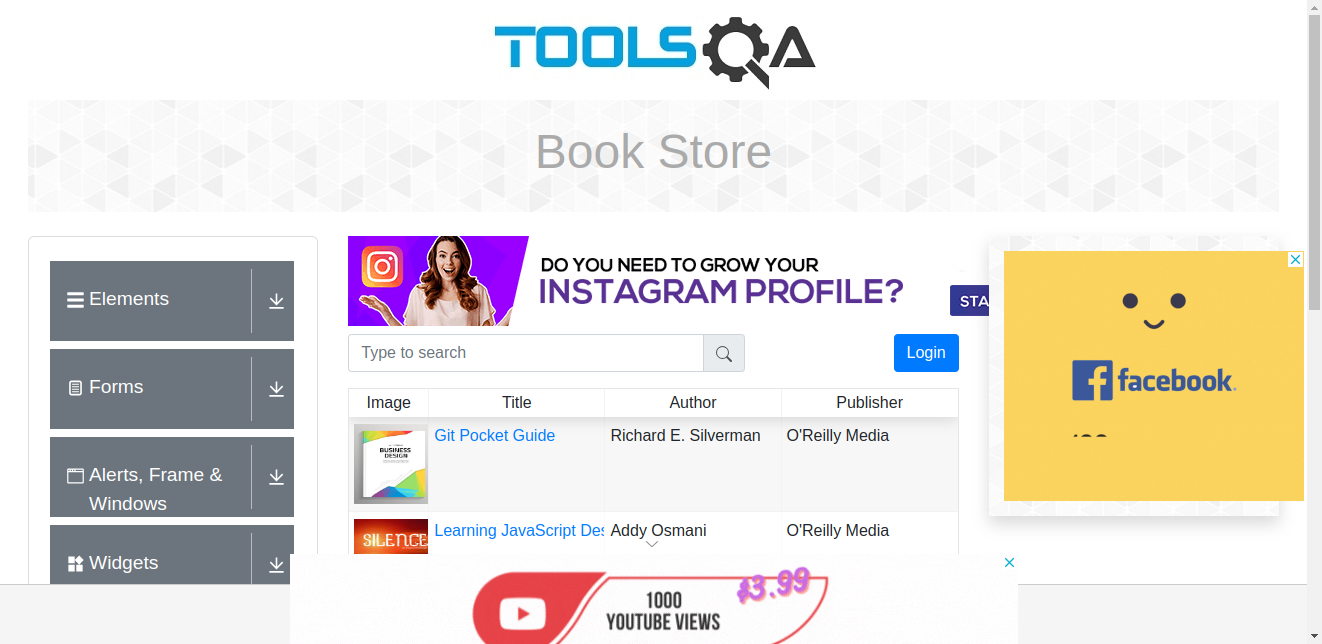 TOOLSQA
Book Store
Elements
Forms
Alerts, Frame &
Windows
Widgets
DO YOU NEED TO GROW YOUR
INSTAGRAM PROFILE?
STA
Type to search
Login
Image Title Author Publisher
BUSINESS
DESIGN
Git Pocket Guide Richard E. Silverman O'Reilly Media
SILENCE
Learning JavaScript Des Addy Osmani O'Reilly Media
facebook.
1000
YOUTUBE VIEWS
$3.99